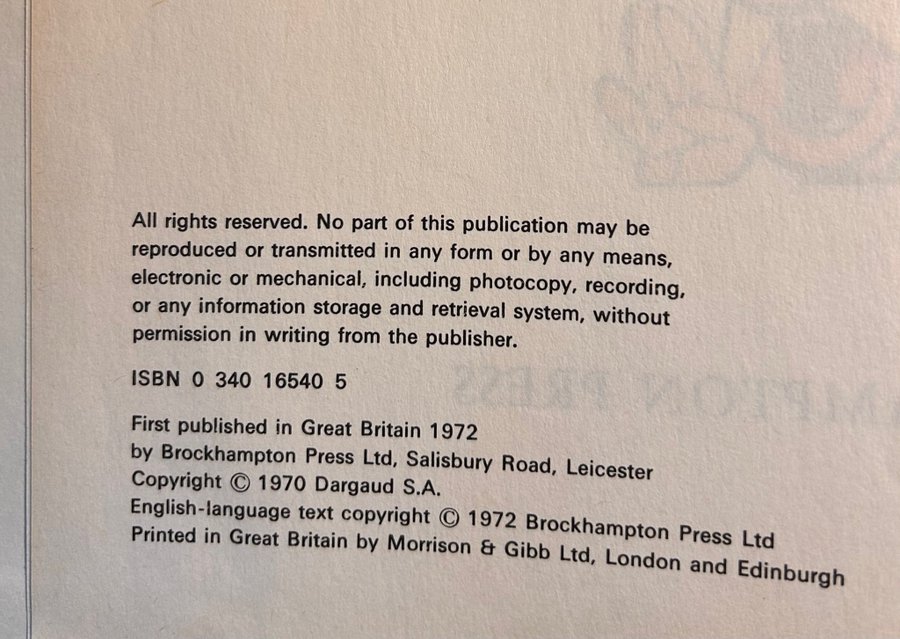 All rights reserved. No part of this publication may be
reproduced or transmitted in any form or by any means,
electronic or mechanical, including photocopy, recording,
or any information storage and retrieval system, without
permission in writing from the publisher.
ISBN 0 340 16540 5
First published in Great Britain 1972
by Brockhampton Press Ltd, Salisbury Road, Leicester
Copyright © 1970 Dargaud S.A.
English-language text copyright © 1972 Brockhampton Press Ltd
Printed in Great Britain by Morrison & Gibb Ltd, London and Edinburgh